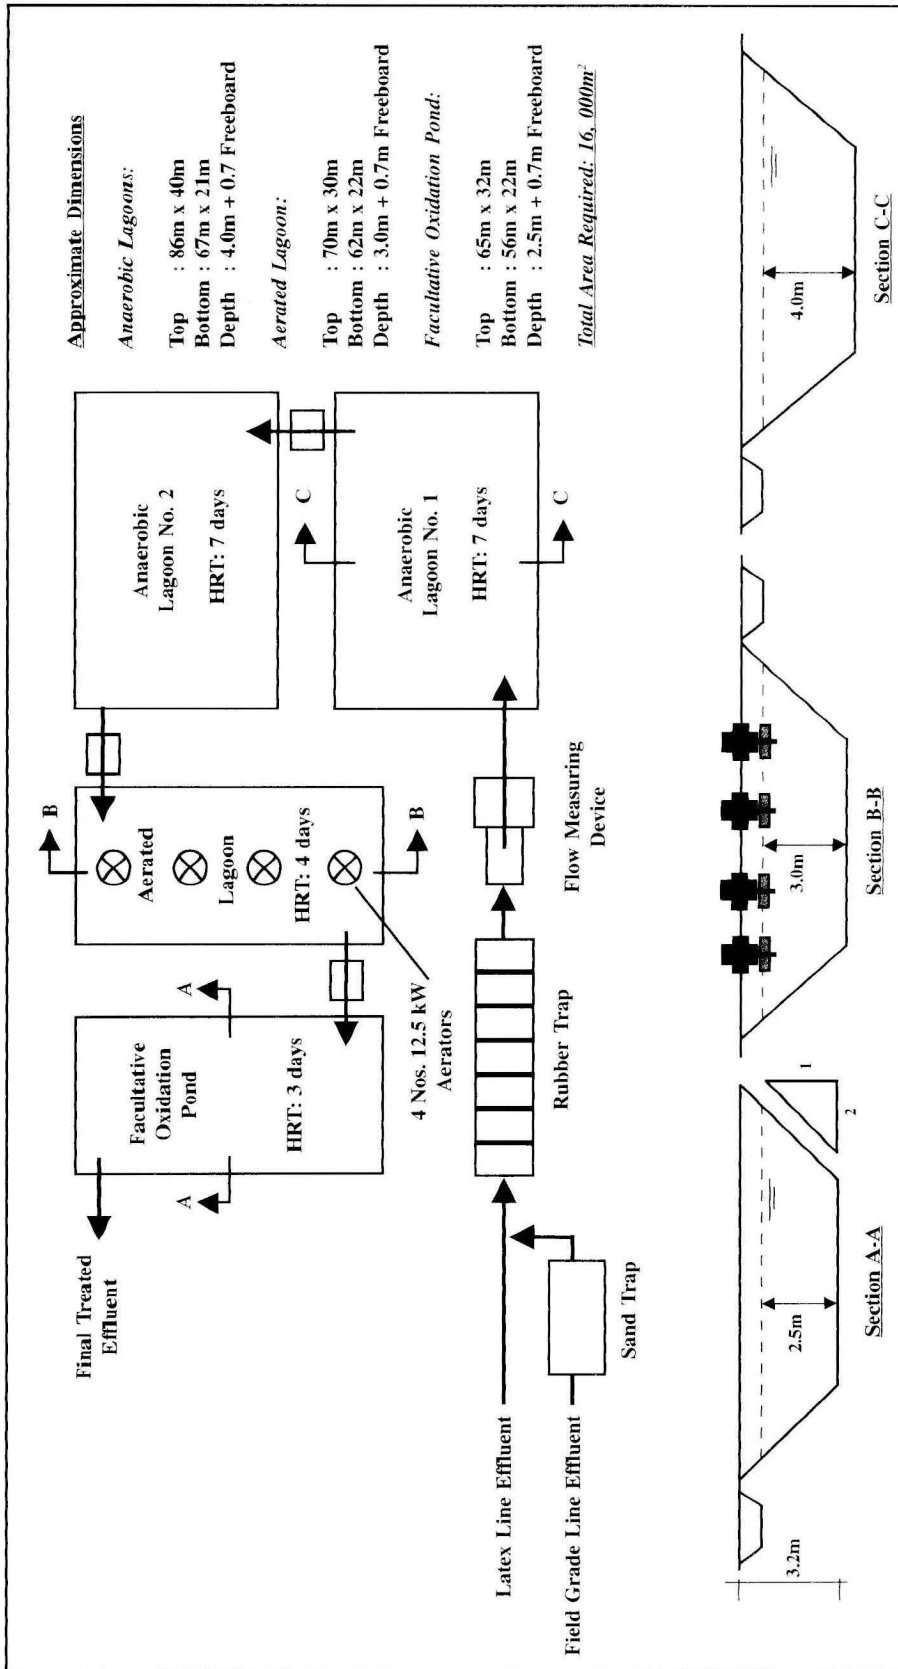 Final Treated
Effluent
A
Facultative
Oxidation
Pond
HRT: 3 days
A
B
Aerated
Lagoon
HRT: 4 days
B
4 Nos. 12.5 kW
Aerators
Anaerobic
Lagoon No. 2
HRT: 7 days
C
Anaerobic
Lagoon No. 1
HRT: 7 days
C
Latex Line Effluent
Field Grade Line Effluent
Sand Trap
Rubber Trap
Flow Measuring
Device
Approximate Dimensions
Anaerobic Lagoons:
Top : 86m x 40m
Bottom : 67m x 21m
Depth : 4.0m + 0.7 Freeboard
Aerated Lagoon:
Top : 70m x 30m
Bottom : 62m x 22m
Depth : 3.0m + 0.7m Freeboard
Facultative Oxidation Pond:
Top : 65m x 32m
Bottom : 56m x 22m
Depth : 2.5m + 0.7m Freeboard
Total Area Required: 16, 000m²
3.2m
2.5m
1
2
Section A-A
3.0m
Section B-B
4.0m
Section C-C